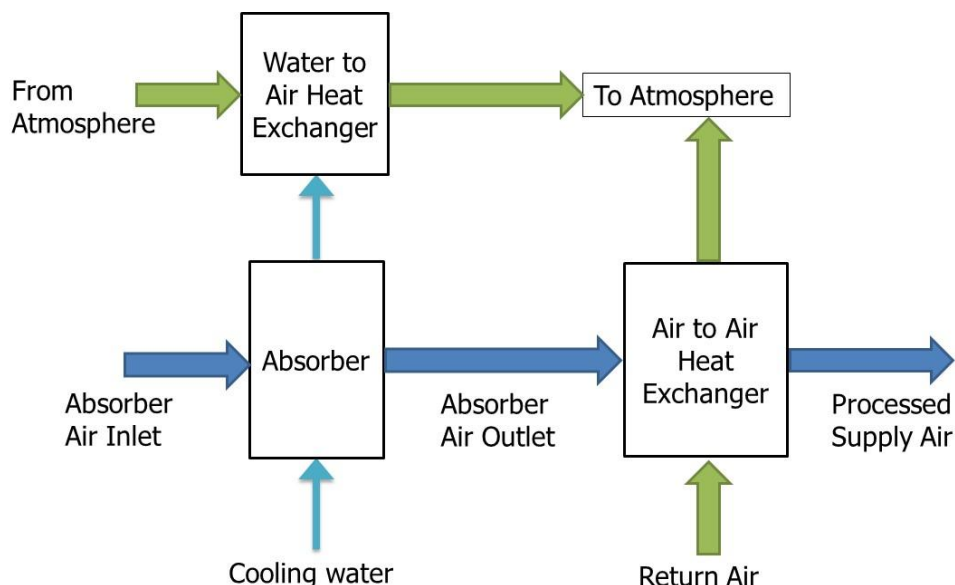 Water to
Air Heat
Exchanger
From
Atmosphere
To Atmosphere
Absorber
Air to Air
Heat
Exchanger
Absorber
Air Inlet
Absorber
Air Outlet
Processed
Supply Air
Cooling water
Return Air